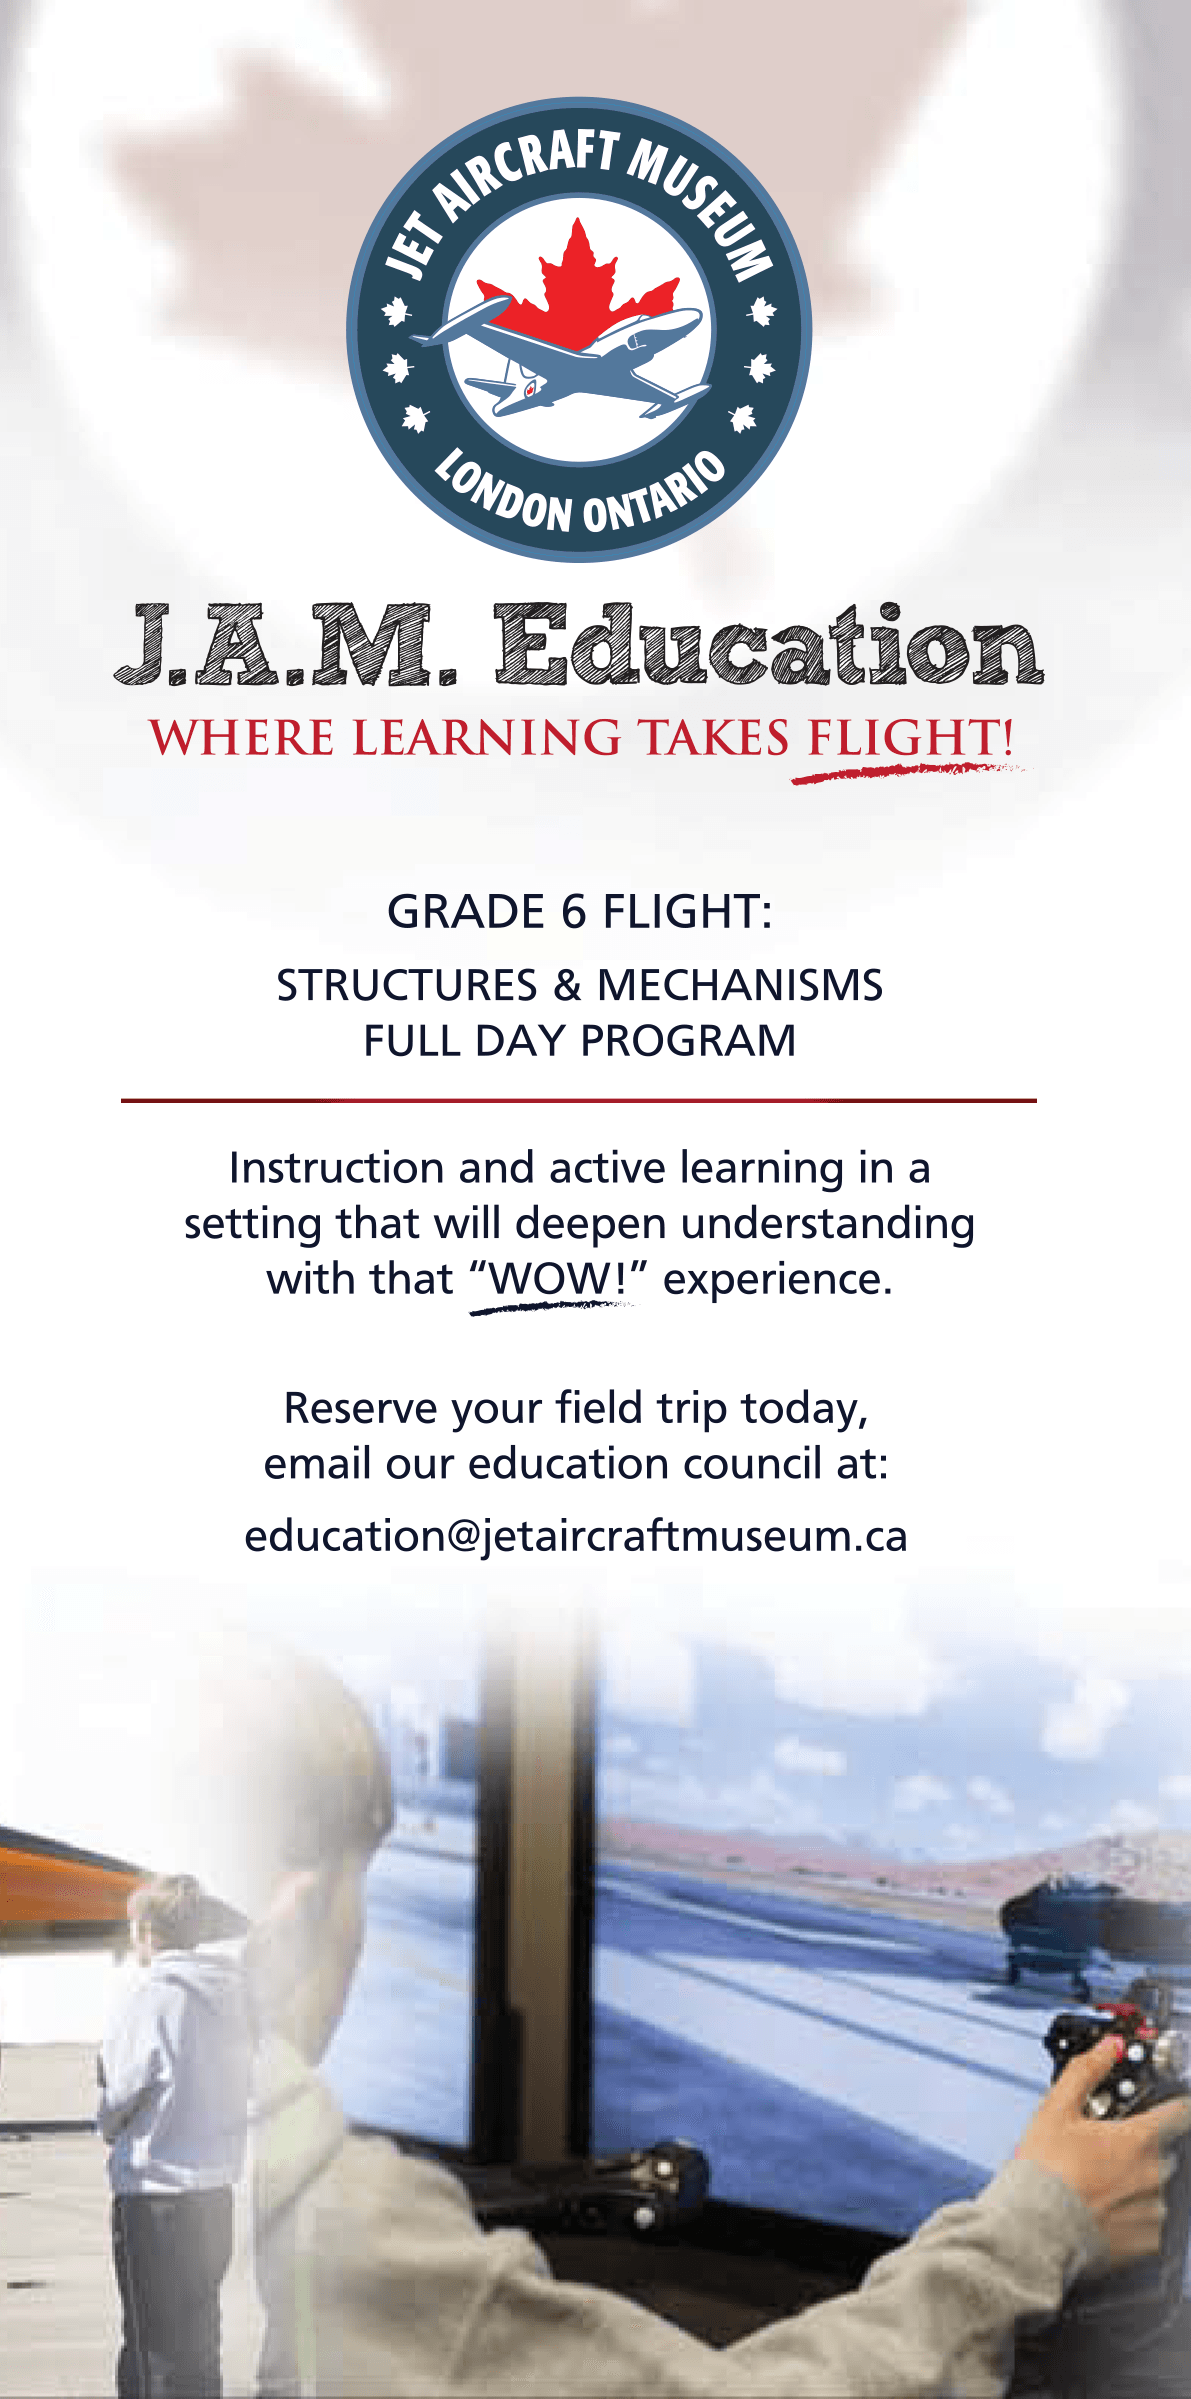 JET AIRCRAFT MUSEUM
LONDON ONTARIO
J.A.M. Education
WHERE LEARNING TAKES FLIGHT!
GRADE 6 FLIGHT:
STRUCTURES & MECHANISMS
FULL DAY PROGRAM
Instruction and active learning in a
setting that will deepen understanding
with that “WOW!” experience.
Reserve your field trip today,
email our education council at:
education@jetaircraftmuseum.ca